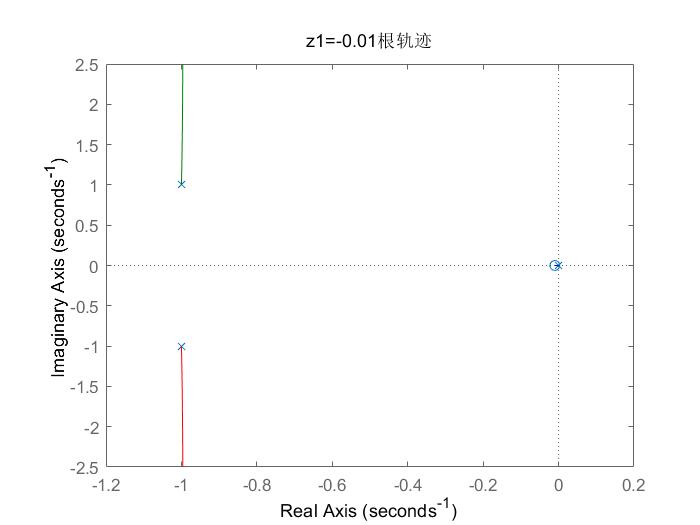 z1=-0.01根轨迹
2.5
2
1.5
1
0.5
0
-0.5
-1
-1.5
-2
-2.5
Imaginary Axis (seconds⁻¹)
-1.2 -1 -0.8 -0.6 -0.4 -0.2 0 0.2
Real Axis (seconds⁻¹)